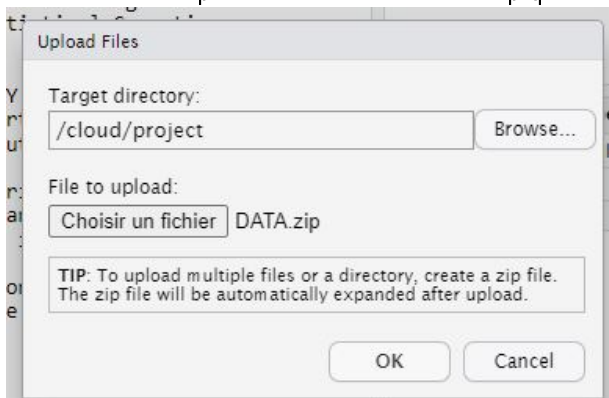 Upload Files
Target directory:
/cloud/project
Browse...
File to upload:
Choisir un fichier DATA.zip
TIP: To upload multiple files or a directory, create a zip file.
The zip file will be automatically expanded after upload.
OK
Cancel